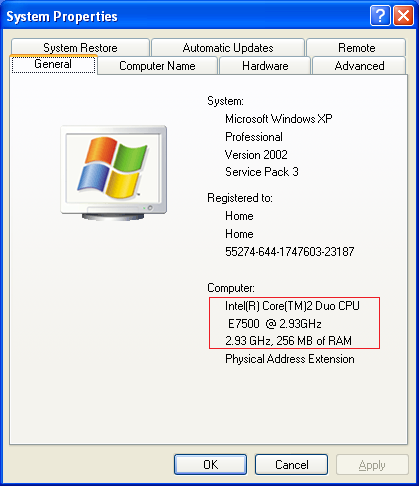 System Properties
System Restore
Automatic Updates
Remote
General
Computer Name
Hardware
Advanced
System:
Microsoft Windows XP
Professional
Version 2002
Service Pack 3
Registered to:
Home
Home
55274-644-1747603-23187
Computer:
Intel(R) Core(TM)2 Duo CPU
E7500  @ 2.93GHz
2.93 GHz, 256 MB of RAM
Physical Address Extension
OK
Cancel
Apply